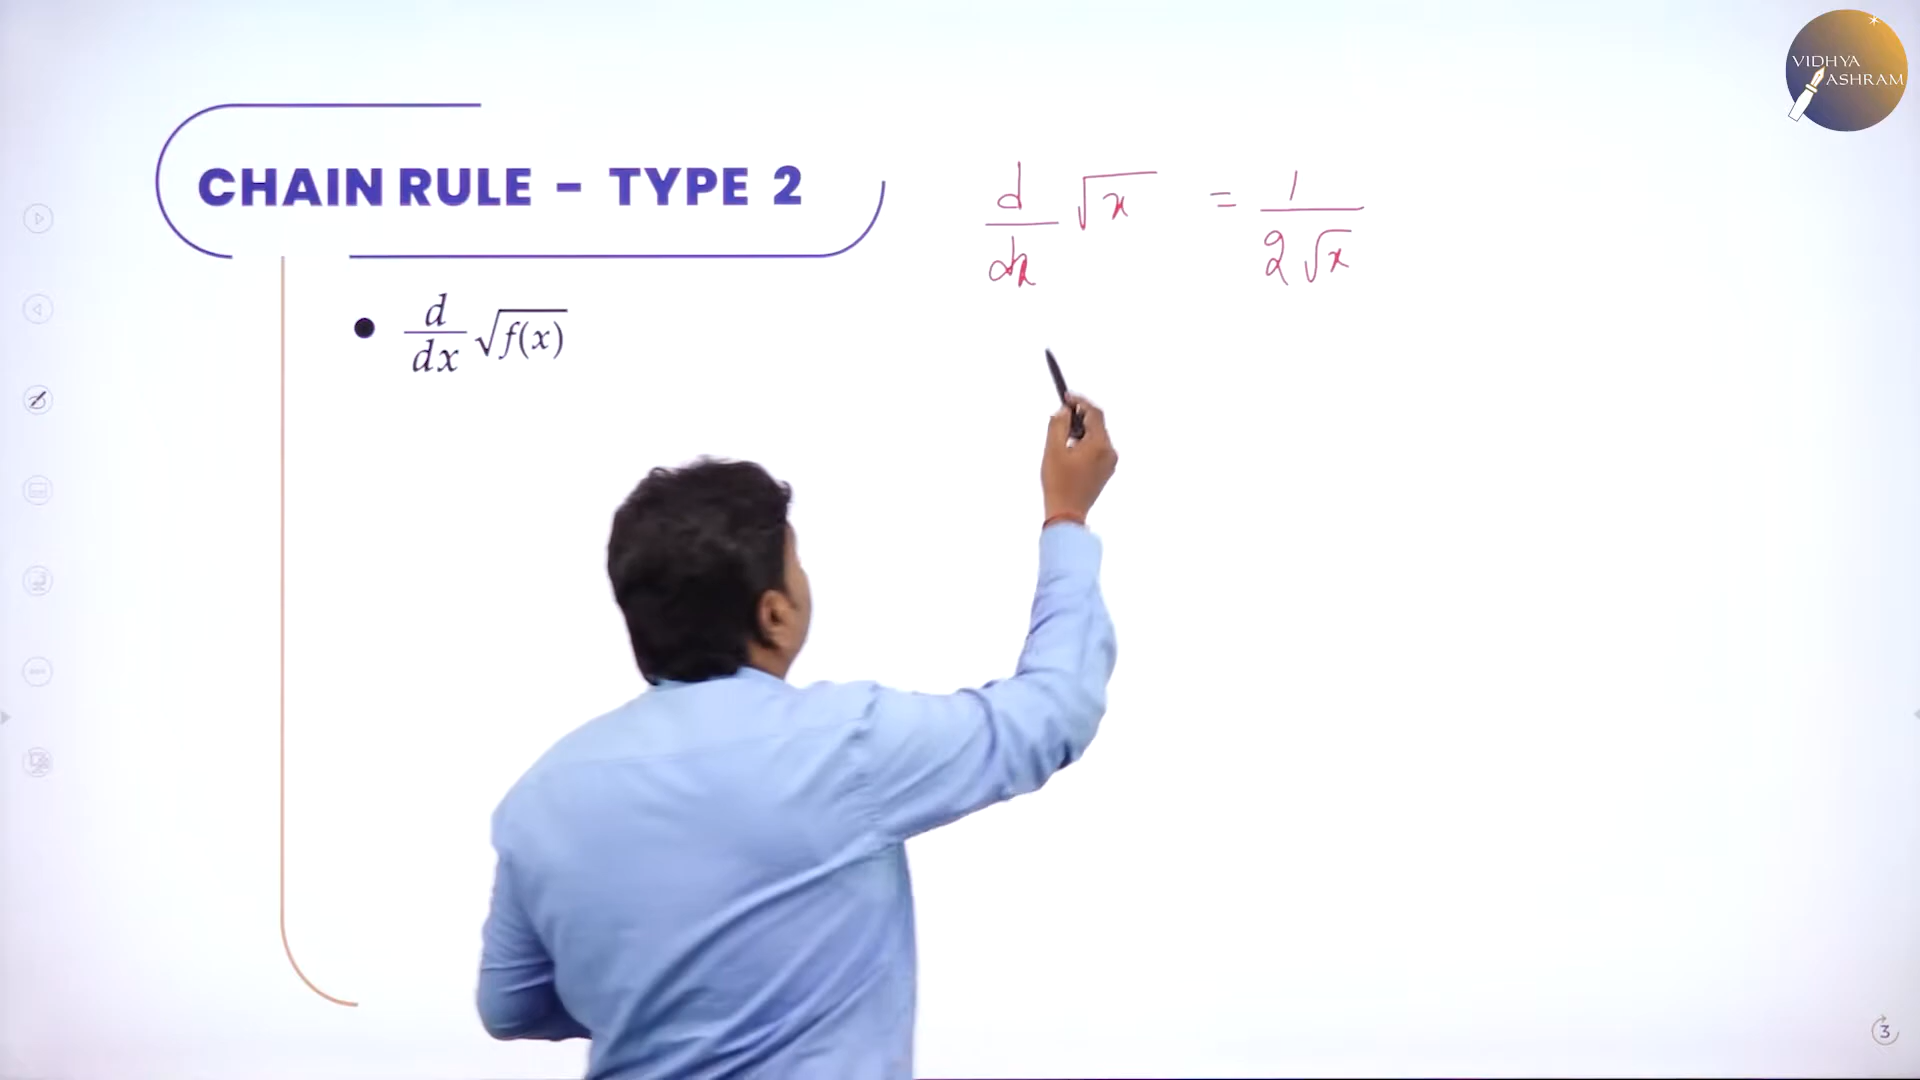 VIDHYA
ASHRAM
CHAIN RULE - TYPE 2
d/dx √x = 1/(2√x)
• d/dx √f(x)
3